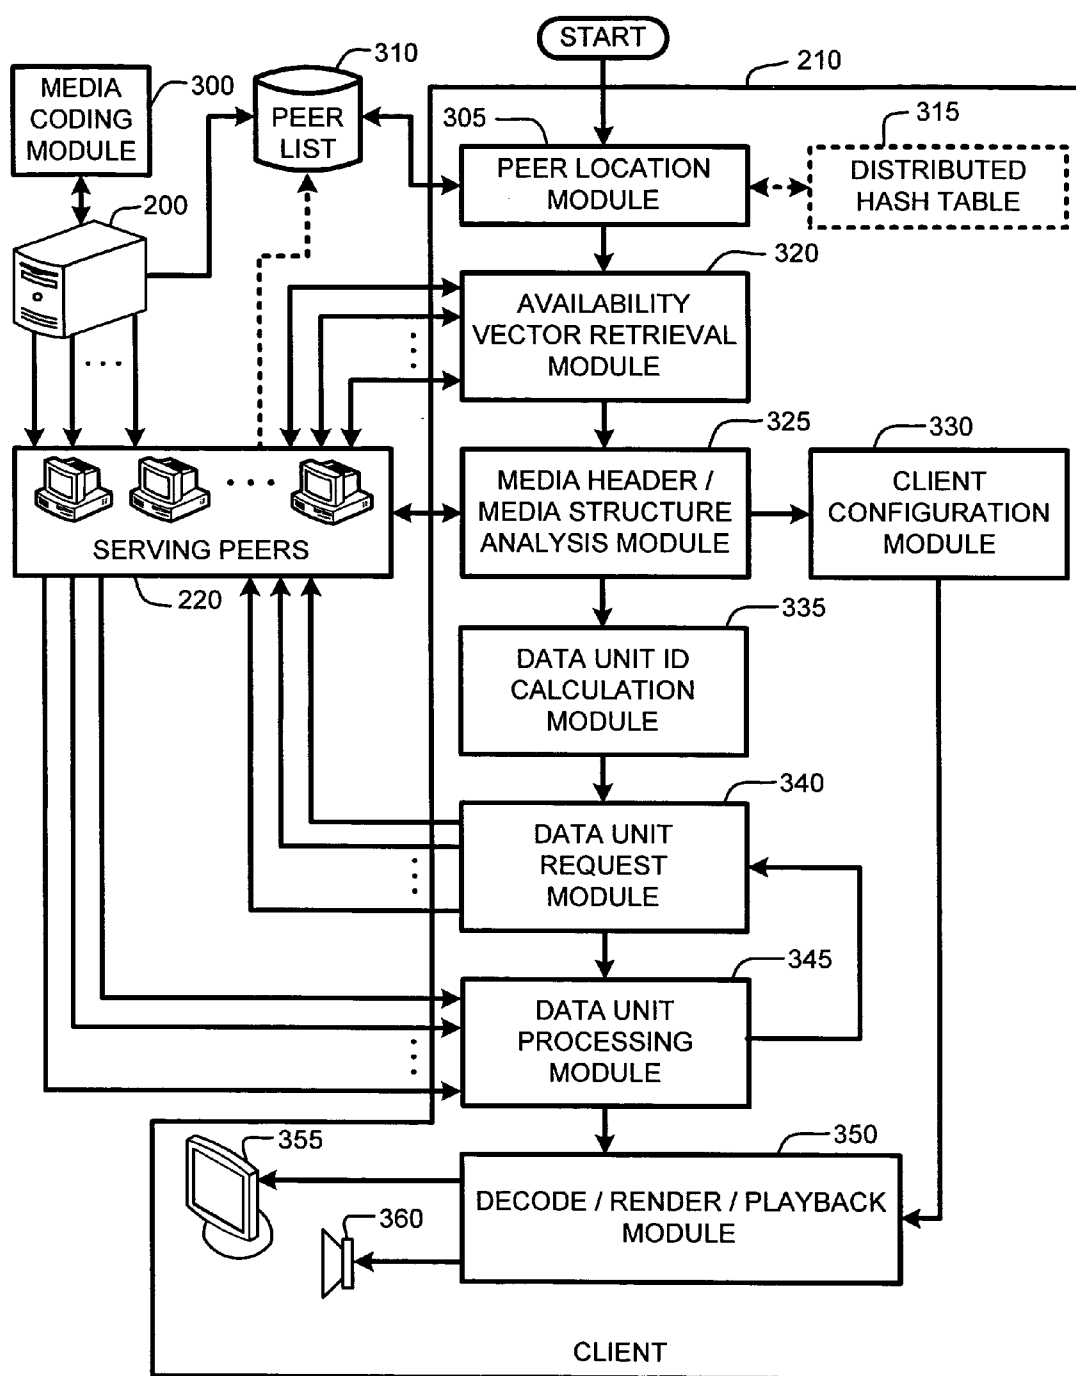 START
310
210
MEDIA
CODING
MODULE
300
PEER
LIST
305
315
PEER LOCATION
MODULE
DISTRIBUTED
HASH TABLE
200
320
AVAILABILITY
VECTOR RETRIEVAL
MODULE
325
330
MEDIA HEADER /
MEDIA STRUCTURE
ANALYSIS MODULE
CLIENT
CONFIGURATION
MODULE
SERVING PEERS
220
335
DATA UNIT ID
CALCULATION
MODULE
340
DATA UNIT
REQUEST
MODULE
345
DATA UNIT
PROCESSING
MODULE
355
350
DECODE / RENDER / PLAYBACK
MODULE
360
CLIENT